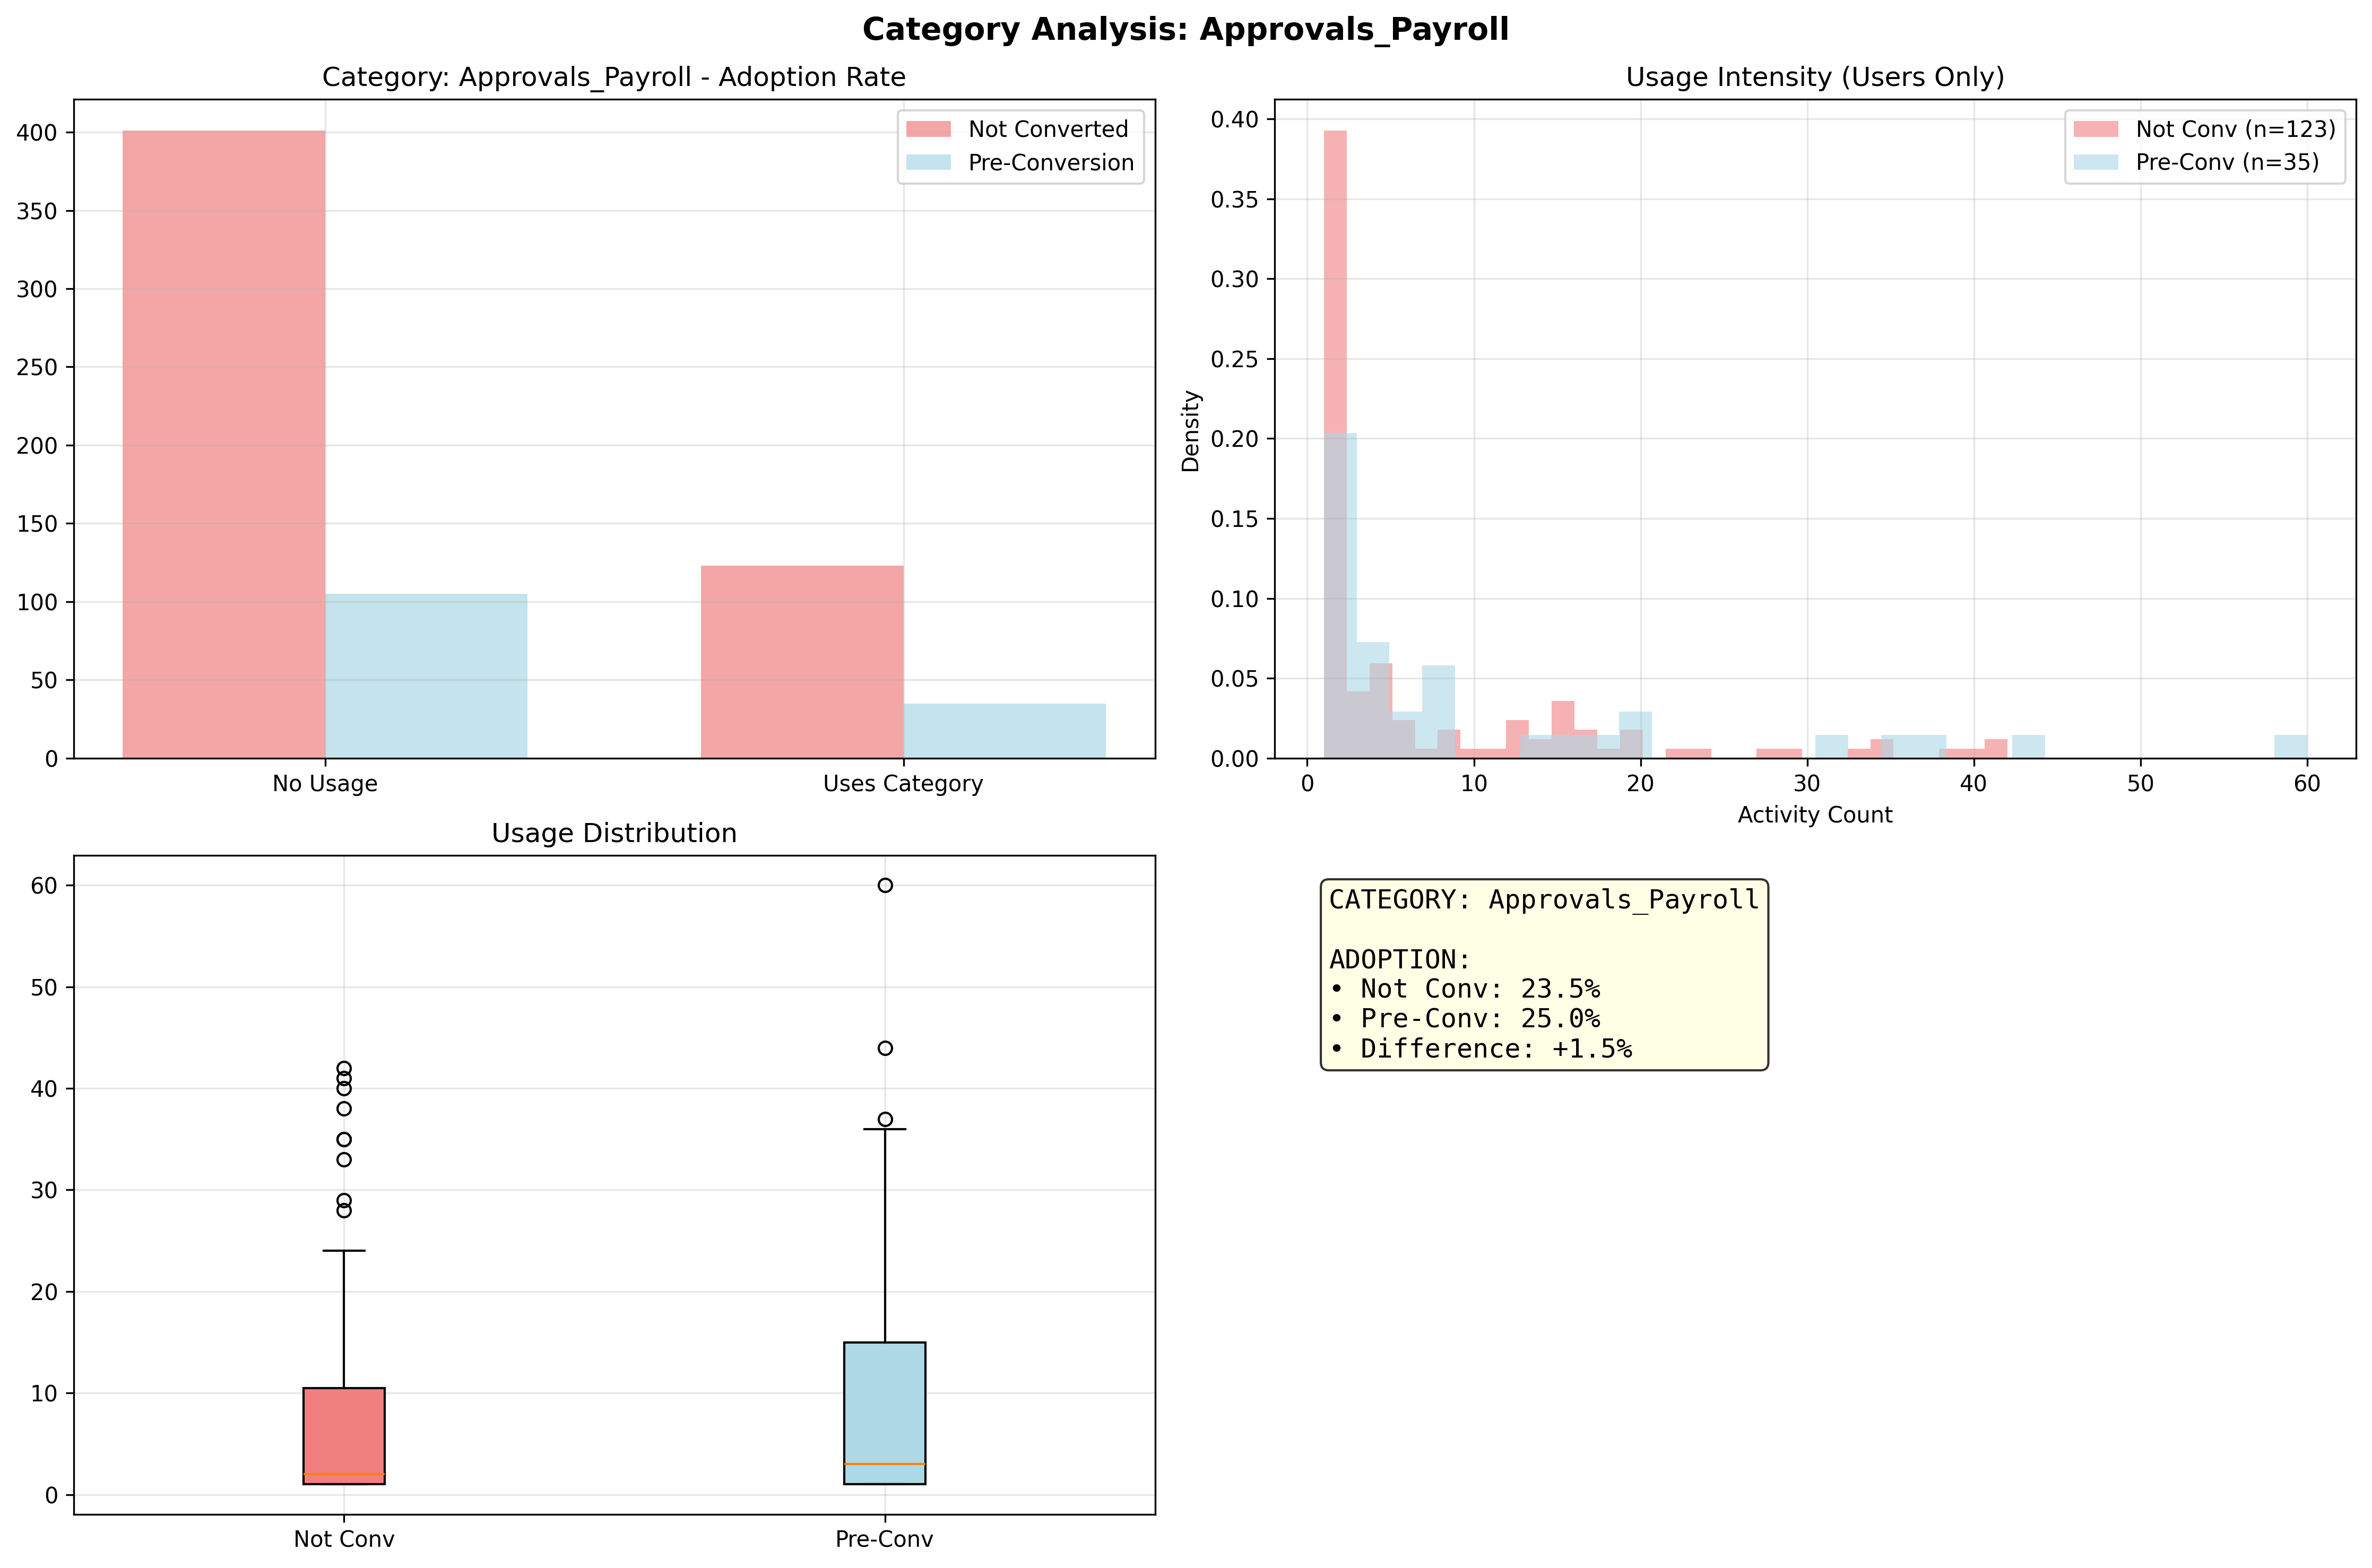 Category Analysis: Approvals_Payroll
Category: Approvals_Payroll - Adoption Rate
400
350
300
250
200
150
100
50
0
Not Converted
Pre-Conversion
No Usage
Uses Category
Usage Intensity (Users Only)
Density
0.40
0.35
0.30
0.25
0.20
0.15
0.10
0.05
0.00
Not Conv (n=123)
Pre-Conv (n=35)
0 10 20 30 40 50 60
Activity Count
Usage Distribution
60
50
40
30
20
10
0
Not Conv
Pre-Conv
CATEGORY: Approvals_Payroll
ADOPTION:
• Not Conv: 23.5%
• Pre-Conv: 25.0%
• Difference: +1.5%